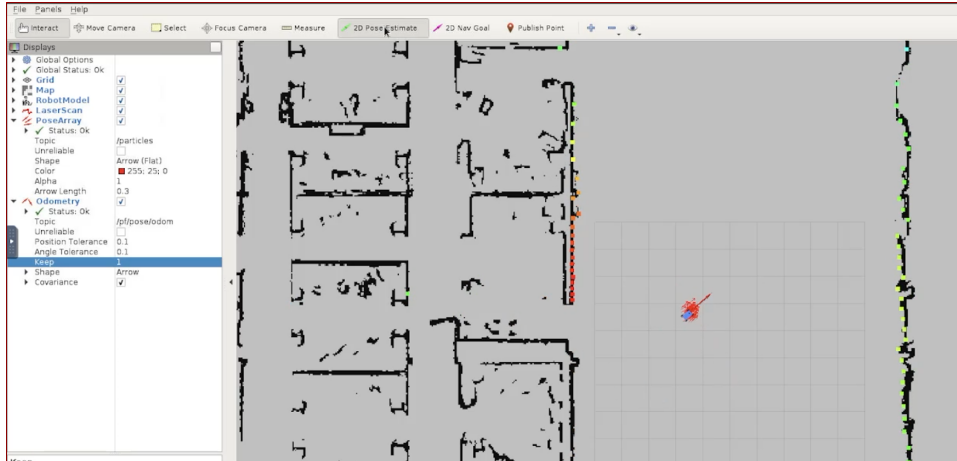 File Panels Help
Interact Move Camera Select Focus Camera Measure 2D Pose Estimate 2D Nav Goal Publish Point
Displays
Global Options
Global Status: Ok
Grid
Map
RobotModel
LaserScan
PoseArray
Status: Ok
Topic /particles
Unreliable
Shape Arrow (Flat)
Color 255; 25; 0
Alpha 1
Arrow Length 0.3
Odometry
Status: Ok
Topic /pf/pose/odom
Unreliable
Position Tolerance 0.1
Angle Tolerance 0.1
Keep 1
Shape Arrow
Covariance
Keep